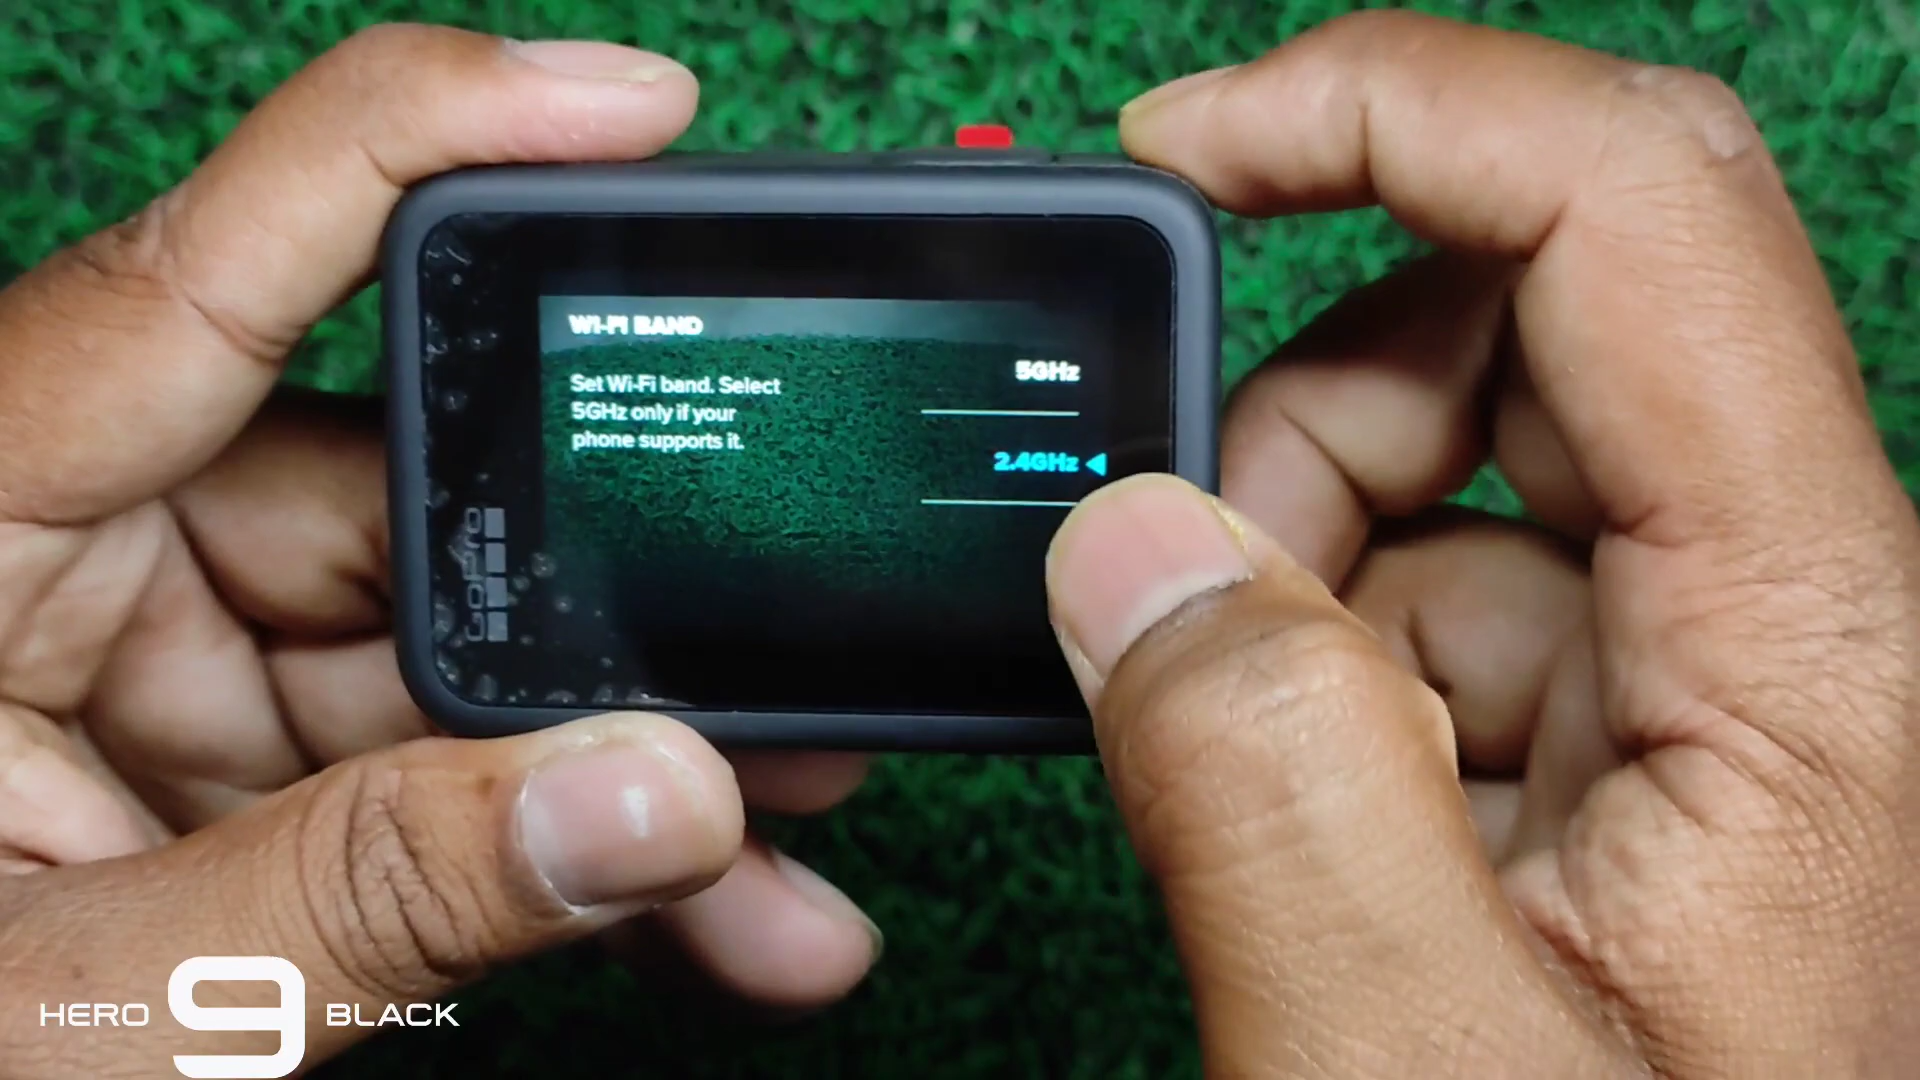 WI-FI BAND
Set Wi-Fi band. Select
5GHz only if your
phone supports it.
5GHz
2.4GHz
GoPro
HERO 9 BLACK